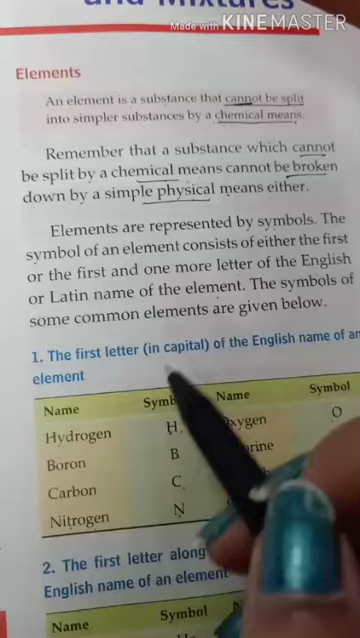 and Mixtures
Made with KINEMASTER
Elements
An element is a substance that cannot be split
into simpler substances by a chemical means.
Remember that a substance which cannot
be split by a chemical means cannot be broken
down by a simple physical means either.
Elements are represented by symbols. The
symbol of an element consists of either the first
or the first and one more letter of the English
or Latin name of the element. The symbols of
some common elements are given below.
1. The first letter (in capital) of the English name of an
element
Name Symb Name Symbol
Hydrogen H xygen O
Boron B orine
Carbon C
Nitrogen N
2. The first letter along
English name of an element
Name Symbol